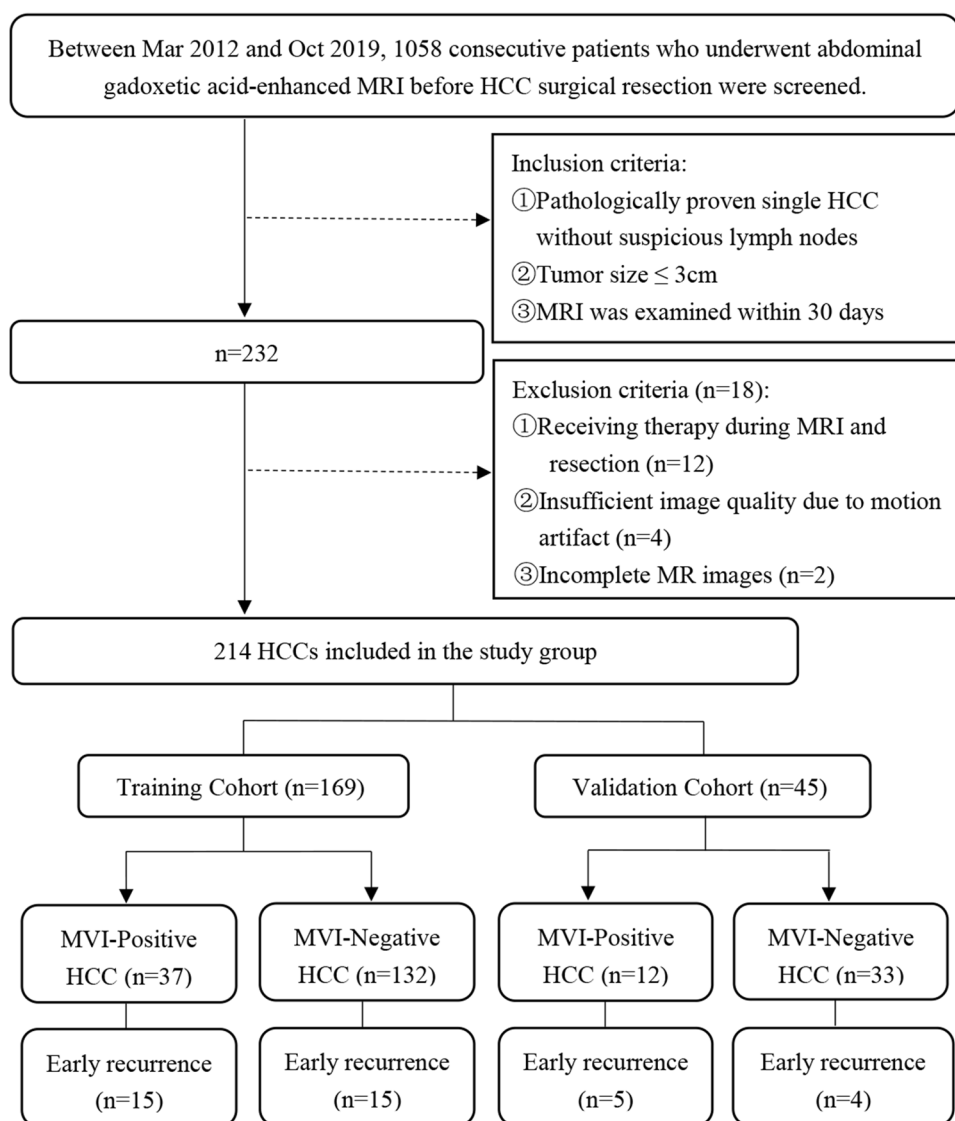 Between Mar 2012 and Oct 2019, 1058 consecutive patients who underwent abdominal
gadoxetic acid-enhanced MRI before HCC surgical resection were screened.
Inclusion criteria:
①Pathologically proven single HCC
without suspicious lymph nodes
②Tumor size ≤ 3cm
③MRI was examined within 30 days
n=232
Exclusion criteria (n=18):
①Receiving therapy during MRI and
resection (n=12)
②Insufficient image quality due to motion
artifact (n=4)
③Incomplete MR images (n=2)
214 HCCs included in the study group
Training Cohort (n=169)
Validation Cohort (n=45)
MVI-Positive
HCC (n=37)
MVI-Negative
HCC (n=132)
MVI-Positive
HCC (n=12)
MVI-Negative
HCC (n=33)
Early recurrence
(n=15)
Early recurrence
(n=15)
Early recurrence
(n=5)
Early recurrence
(n=4)